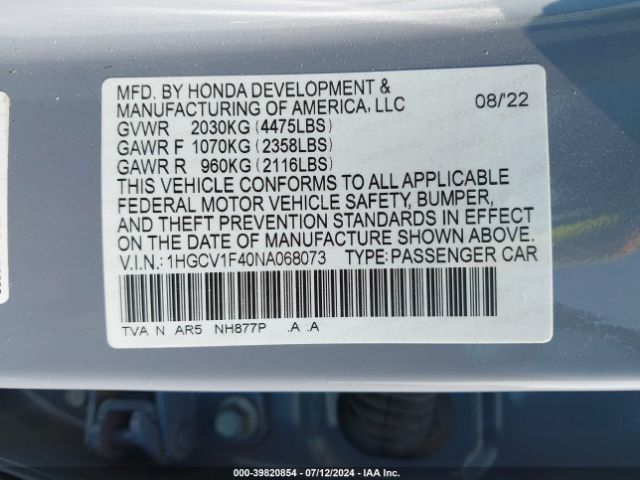 MFD. BY HONDA DEVELOPMENT &
MANUFACTURING OF AMERICA, LLC 08/'22
GVWR 2030KG (4475LBS)
GAWR F 1070KG (2358LBS)
GAWR R 960KG (2116LBS)
THIS VEHICLE CONFORMS TO ALL APPLICABLE
FEDERAL MOTOR VEHICLE SAFETY, BUMPER,
AND THEFT PREVENTION STANDARDS IN EFFECT
ON THE DATE OF MANUFACTURE SHOWN ABOVE.
V.I.N.: 1HGCV1F40NA068073 TYPE: PASSENGER CAR
TVA N AR5 NH877P .A .A
000-39820854 - 07/12/2024 - IAA Inc.